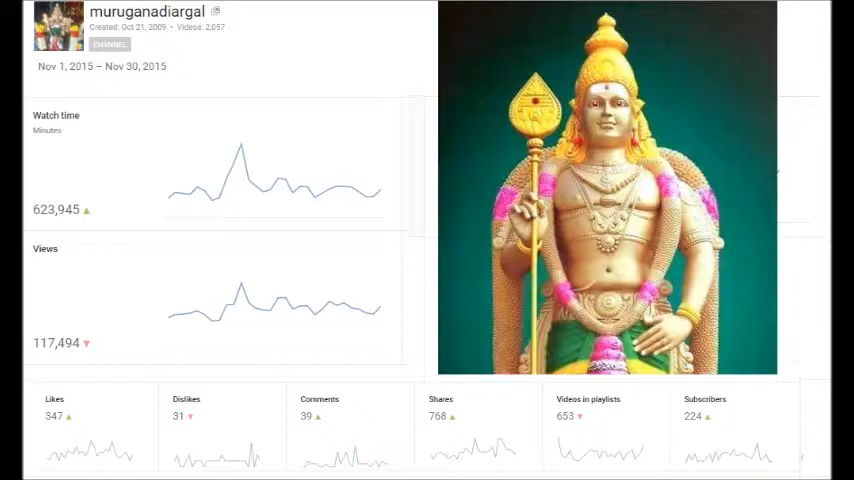 muruganadiargal
Created: Oct 21, 2009 • Videos: 2,057
CHANNEL
Nov 1, 2015 – Nov 30, 2015
Watch time
Minutes
623,945
Views
117,494
Likes
347
Dislikes
31
Comments
39
Shares
768
Videos in playlists
653
Subscribers
224